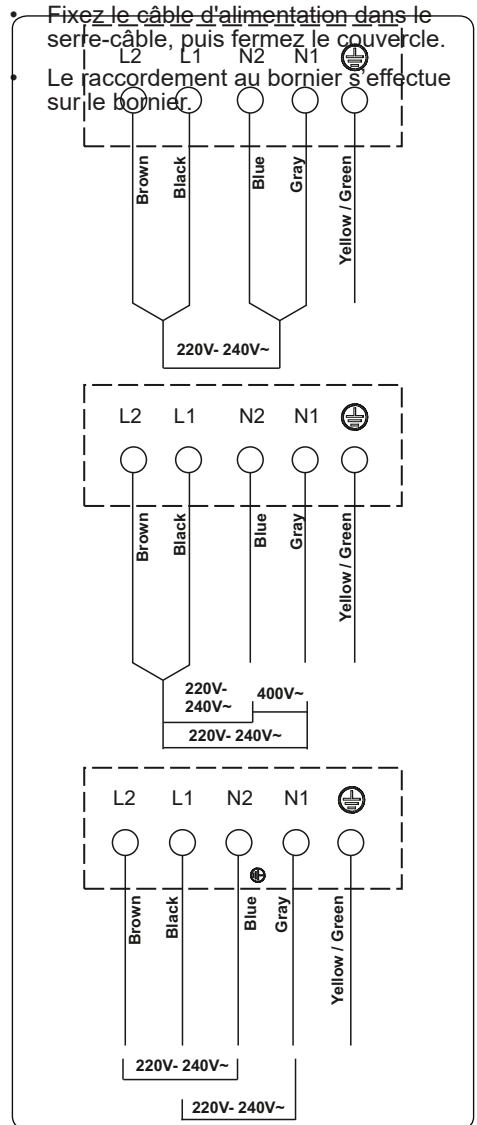 • Fixez le câble d'alimentation dans le
serre-câble, puis fermez le couvercle.
• Le raccordement au bornier s'effectue
sur le bornier.
L2 L1 N2 N1
Brown
Black
Blue
Gray
Yellow / Green
220V- 240V~
L2 L1 N2 N1
Brown
Black
Blue
Gray
Yellow / Green
220V-
240V~
400V~
220V- 240V~
L2 L1 N2 N1
Brown
Black
Blue
Gray
Yellow / Green
220V- 240V~
220V- 240V~